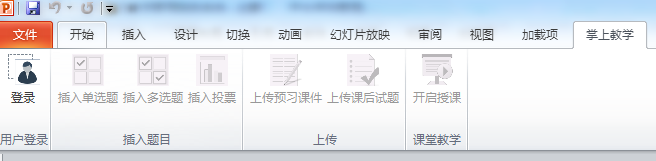 文件 开始 插入 设计 切换 动画 幻灯片放映 审阅 视图 加载项 掌上教学
登录 插入单选题 插入多选题 插入投票 上传预习课件 上传课后试题 开启授课
用户登录 插入题目 上传 课堂教学